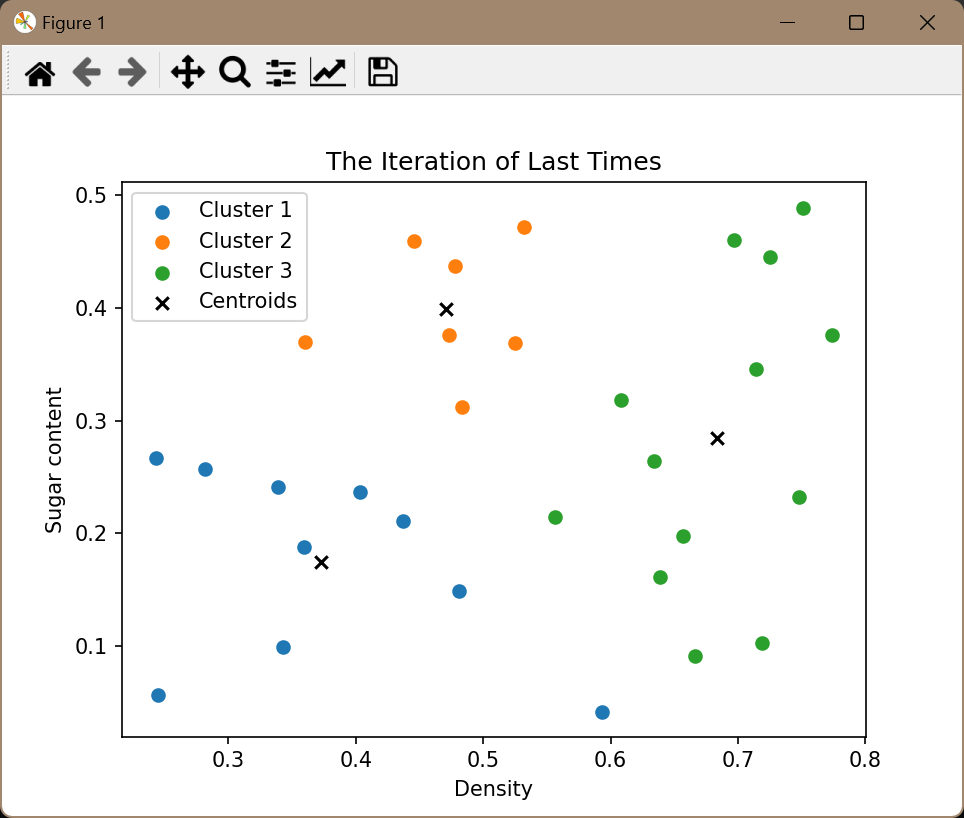 Figure 1
The Iteration of Last Times
Cluster 1
Cluster 2
Cluster 3
Centroids
Sugar content
0.5
0.4
0.3
0.2
0.1
0.3 0.4 0.5 0.6 0.7 0.8
Density